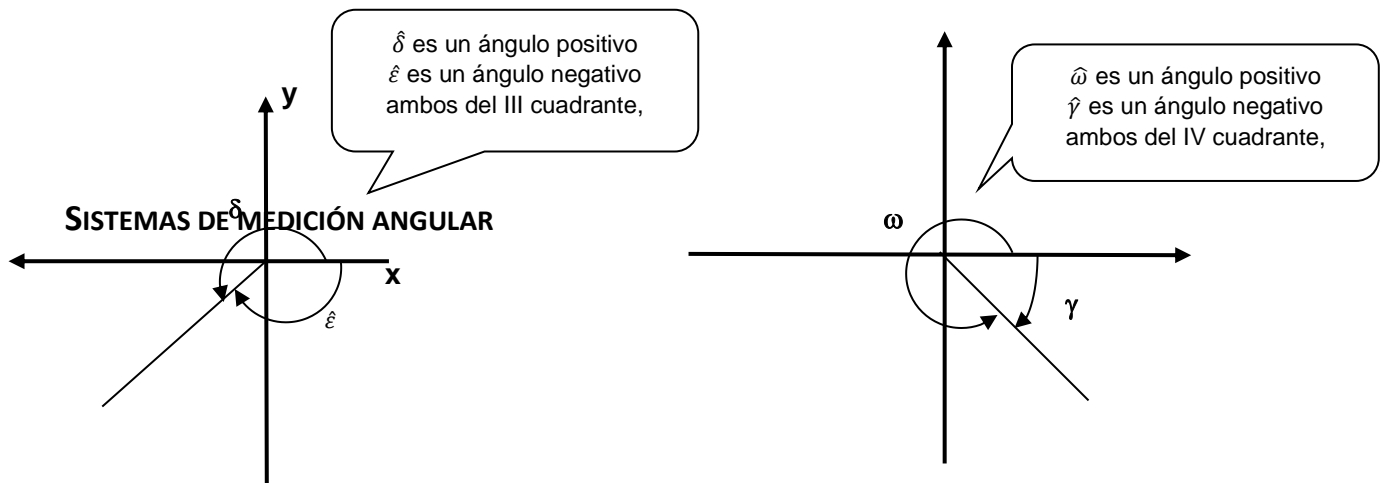 δ̂ es un ángulo positivo
ε̂ es un ángulo negativo
ambos del III cuadrante,
y
SISTEMAS DE MEDICIÓN ANGULAR
δ
x
ε̂
ω̂ es un ángulo positivo
γ̂ es un ángulo negativo
ambos del IV cuadrante,
ω
γ